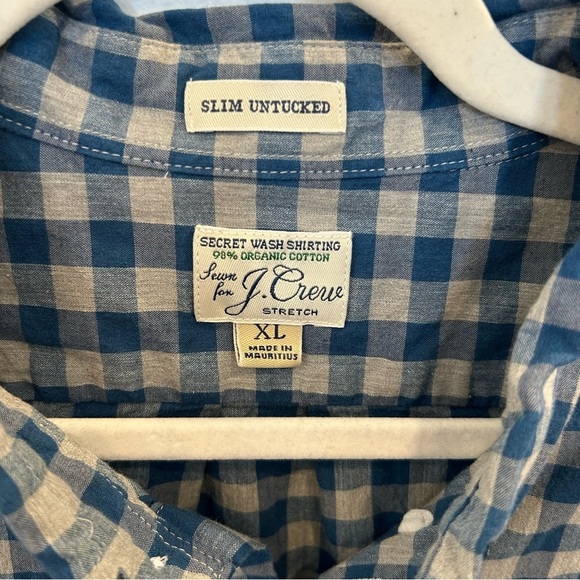 SLIM UNTUCKED
SECRET WASH SHIRTING
98% ORGANIC COTTON
Sewn for J.Crew
STRETCH
XL
MADE IN
MAURITIUS